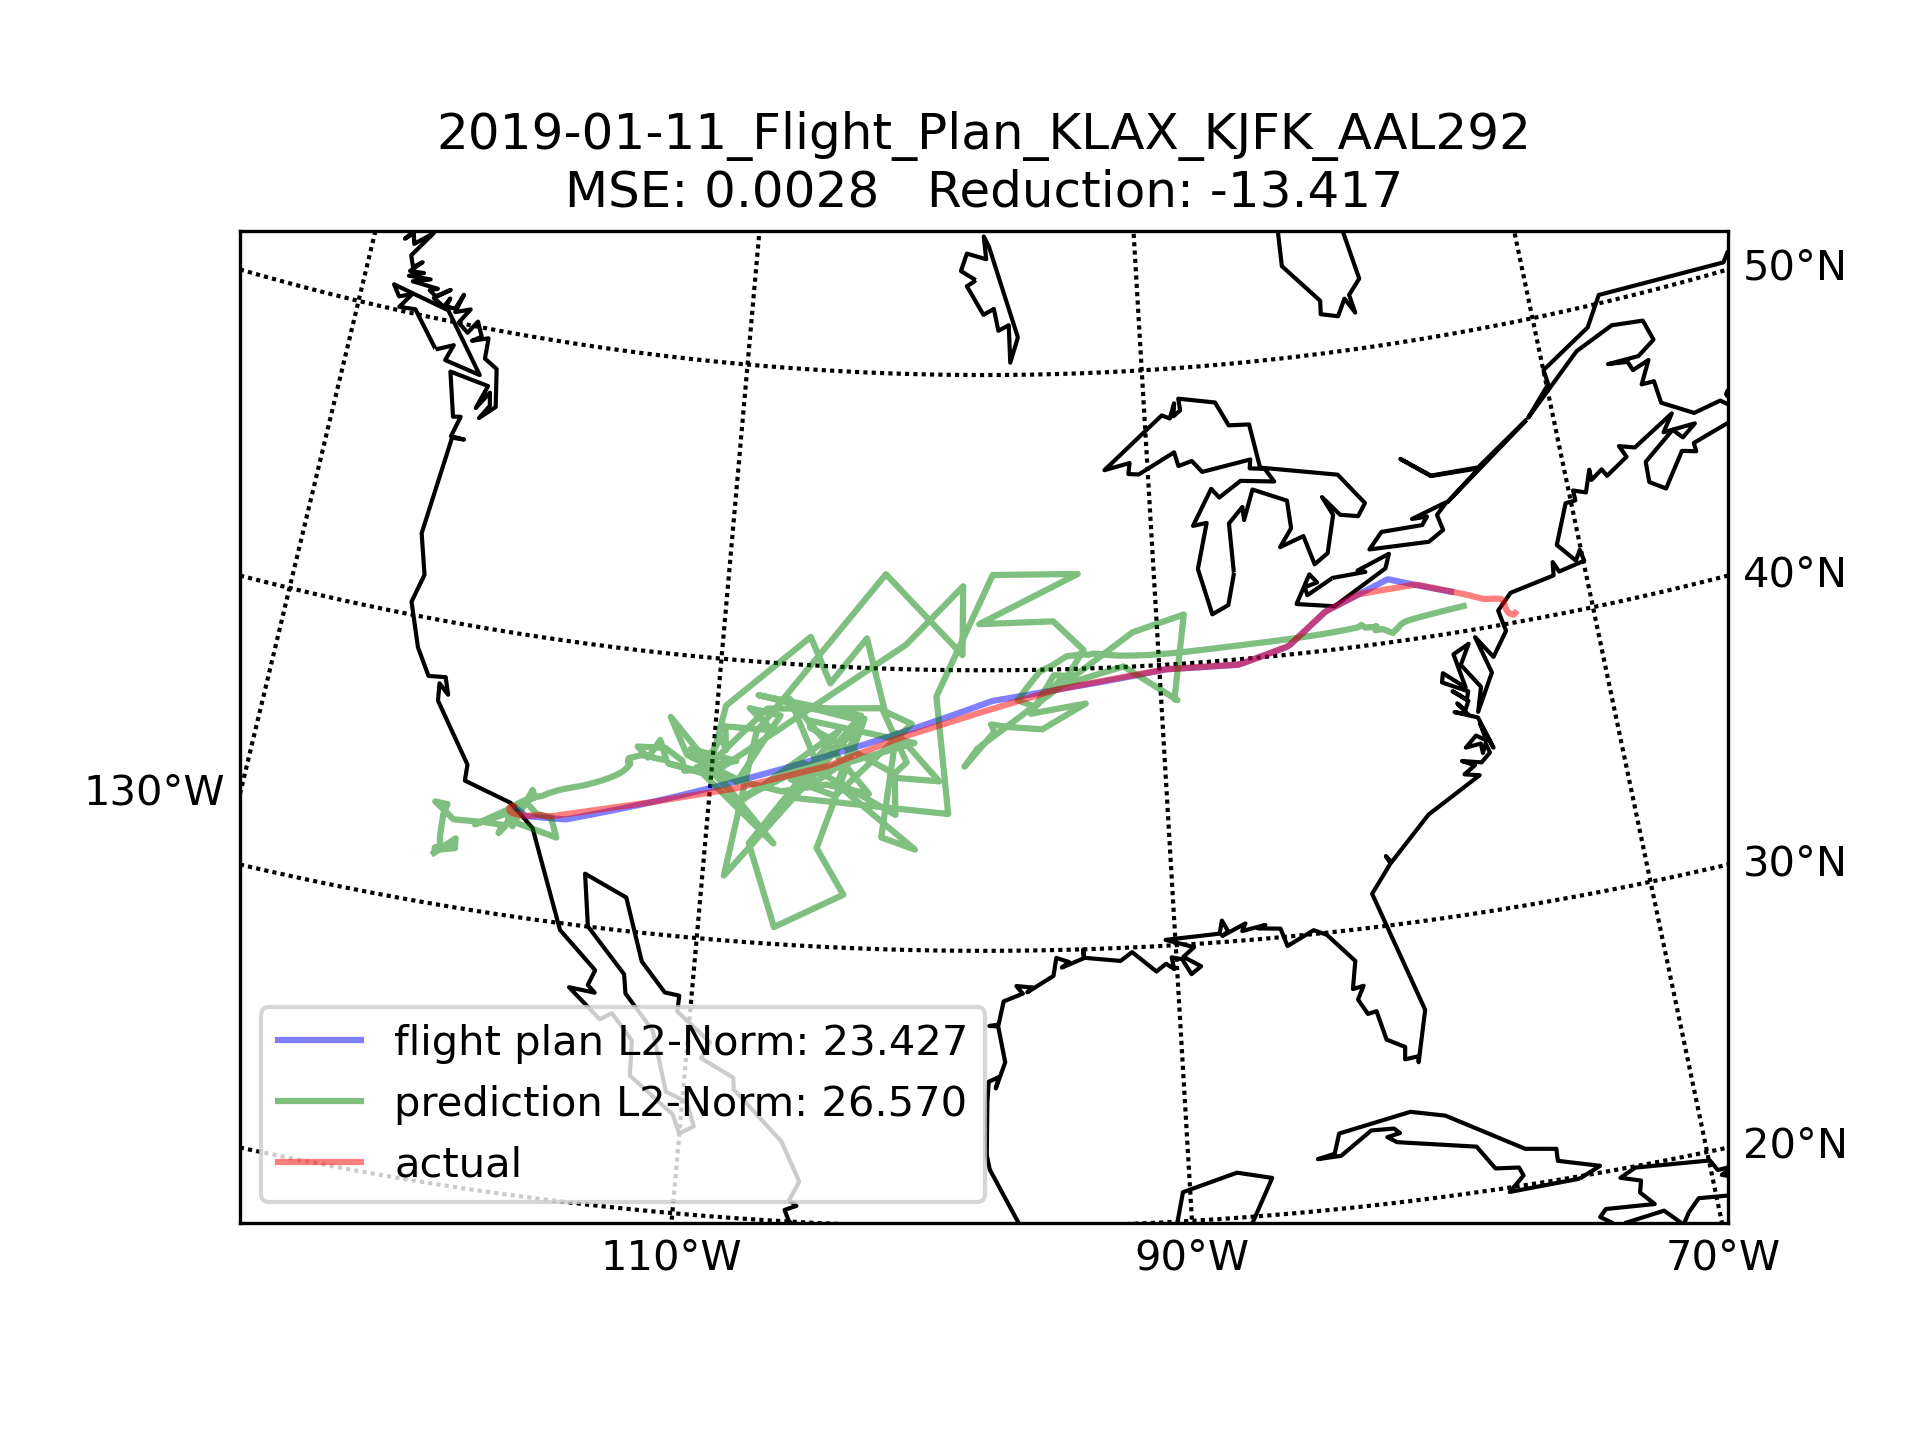 2019-01-11_Flight_Plan_KLAX_KJFK_AAL292
MSE: 0.0028   Reduction: -13.417
50°N
40°N
130°W
30°N
flight plan L2-Norm: 23.427
prediction L2-Norm: 26.570
actual
20°N
110°W
90°W
70°W